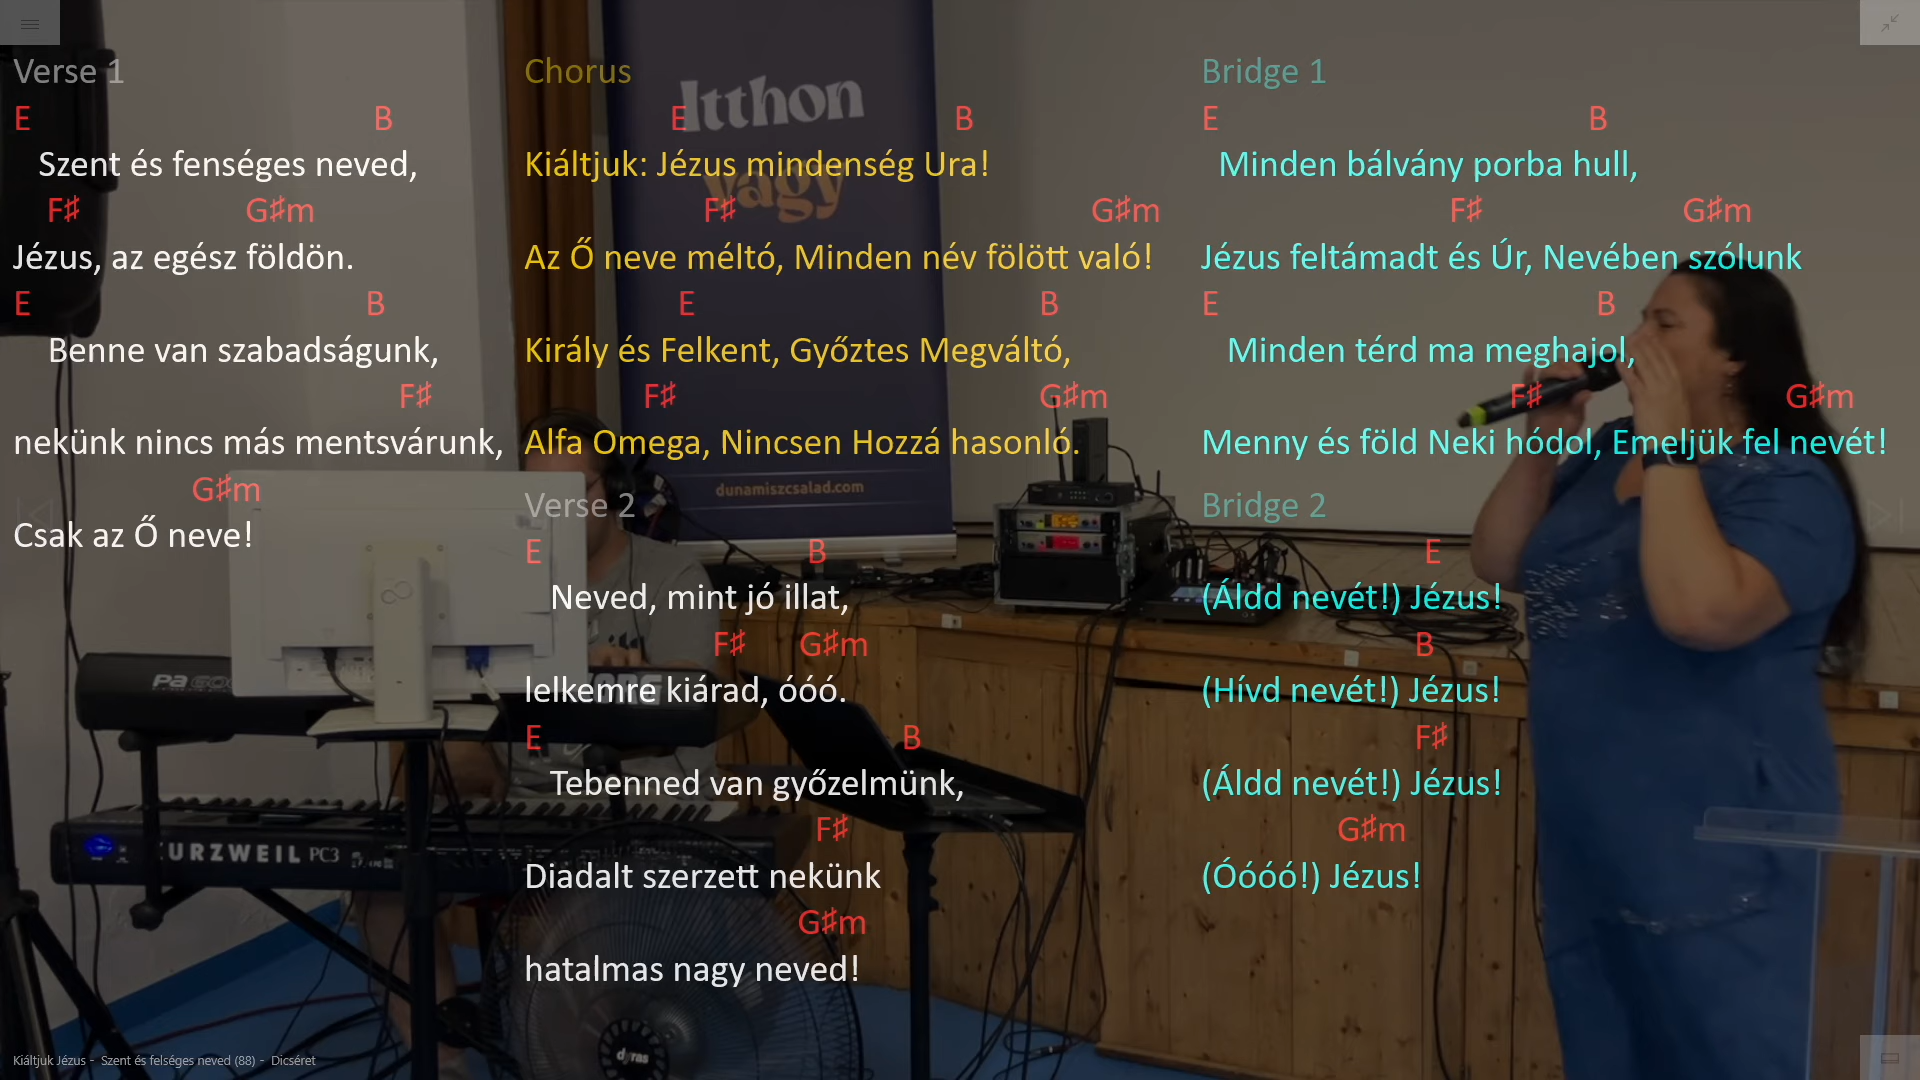 Verse 1
E B
Szent és fenséges neved,
F♯ G♯m
Jézus, az egész földön.
E B
Benne van szabadságunk,
F♯
nekünk nincs más mentsvárunk,
G♯m
Csak az Ő neve!
Chorus
E B
Kiáltjuk: Jézus mindenség Ura!
F♯ G♯m
Az Ő neve méltó, Minden név fölött való!
E B
Király és Felkent, Győztes Megváltó,
F♯ G♯m
Alfa Omega, Nincsen Hozzá hasonló.
Verse 2
E B
Neved, mint jó illat,
F♯ G♯m
lelkemre kiárad, óóó.
E B
Tebenned van győzelmünk,
F♯
Diadalt szerzett nekünk
G♯m
hatalmas nagy neved!
Bridge 1
E B
Minden bálvány porba hull,
F♯ G♯m
Jézus feltámadt és Úr, Nevében szólunk
E B
Minden térd ma meghajol,
F♯ G♯m
Menny és föld Neki hódol, Emeljük fel nevét!
Bridge 2
E
(Áldd nevét!) Jézus!
B
(Hívd nevét!) Jézus!
F♯
(Áldd nevét!) Jézus!
G♯m
(Óóóó!) Jézus!
Itthon
vagy
dunamiszcsalad.com
KURZWEIL PC3
dyras
Kiáltjuk Jézus - Szent és felséges neved (88) - Dicséret